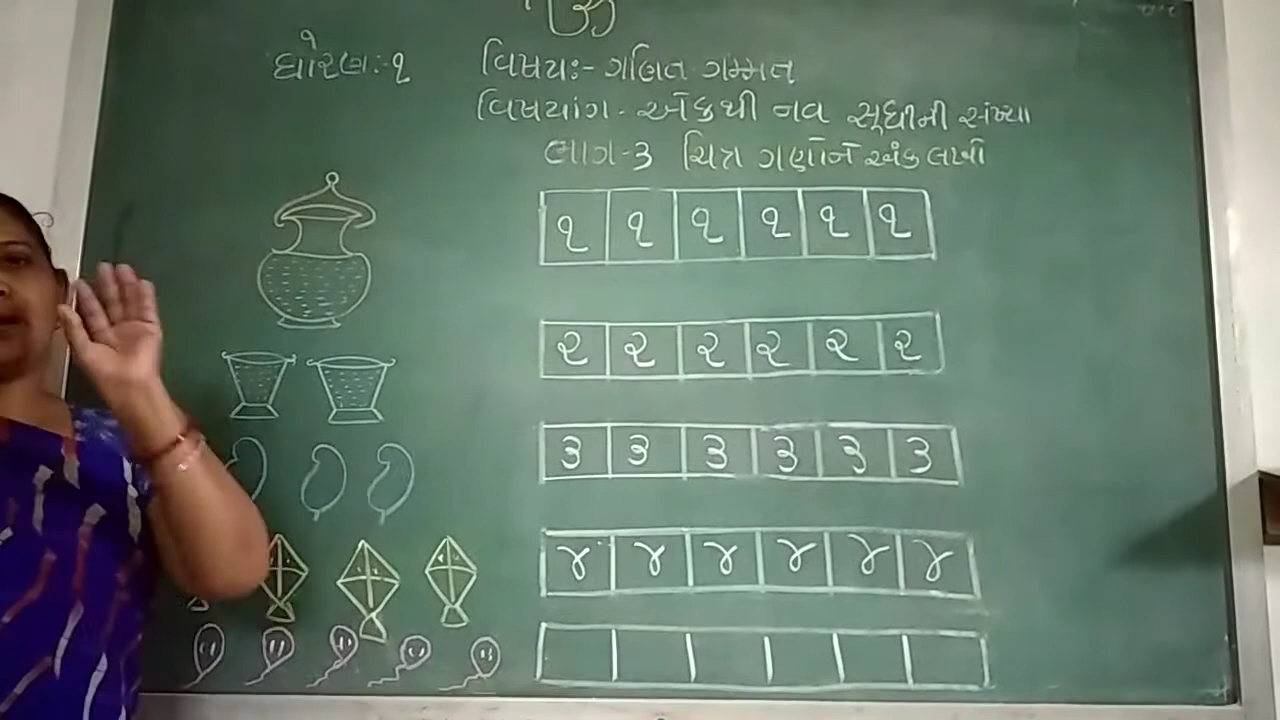 ૐ
ધોરણ:-૧ વિષય:- ગણિત ગમ્મત
વિષયાંગ - એકથી નવ સુધીની સંખ્યા
ભાગ-૩ ચિત્ર ગણીને અંક લખો
૧ ૧ ૧ ૧ ૧ ૧
૨ ૨ ૨ ૨ ૨ ૨
૩ ૩ ૩ ૩ ૩ ૩
૪ ૪ ૪ ૪ ૪ ૪